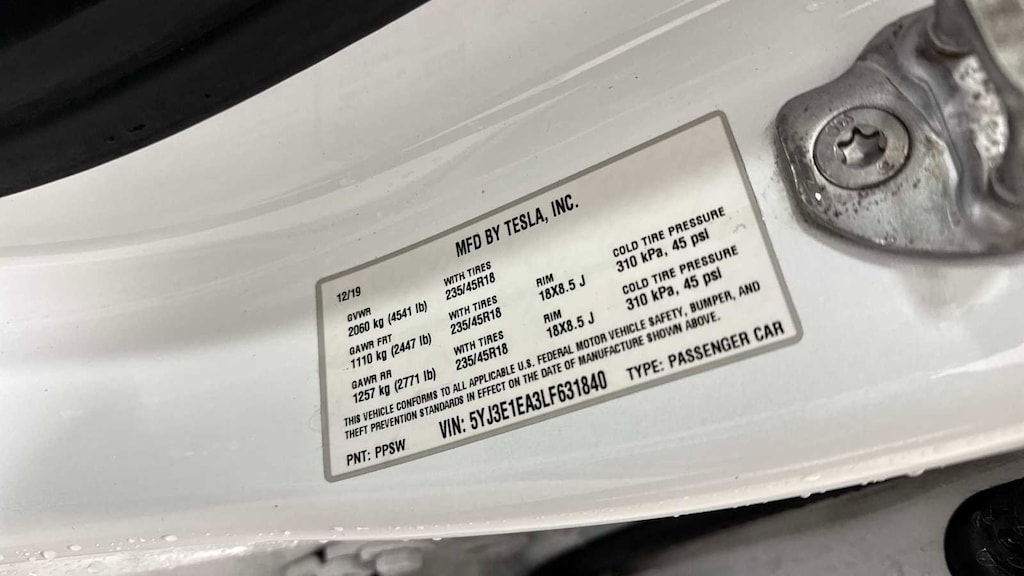 MFD BY TESLA, INC.
12/19
GVWR
2060 kg (4541 lb)
WITH TIRES
235/45R18
RIM
18X8.5 J
COLD TIRE PRESSURE
310 kPa, 45 psi
GAWR FRT
1110 kg (2447 lb)
WITH TIRES
235/45R18
RIM
18X8.5 J
COLD TIRE PRESSURE
310 kPa, 45 psi
GAWR RR
1257 kg (2771 lb)
WITH TIRES
235/45R18
THIS VEHICLE CONFORMS TO ALL APPLICABLE U.S. FEDERAL MOTOR VEHICLE SAFETY, BUMPER, AND
THEFT PREVENTION STANDARDS IN EFFECT ON THE DATE OF MANUFACTURE SHOWN ABOVE.
PNT: PPSW VIN: 5YJ3E1EA3LF631840 TYPE: PASSENGER CAR